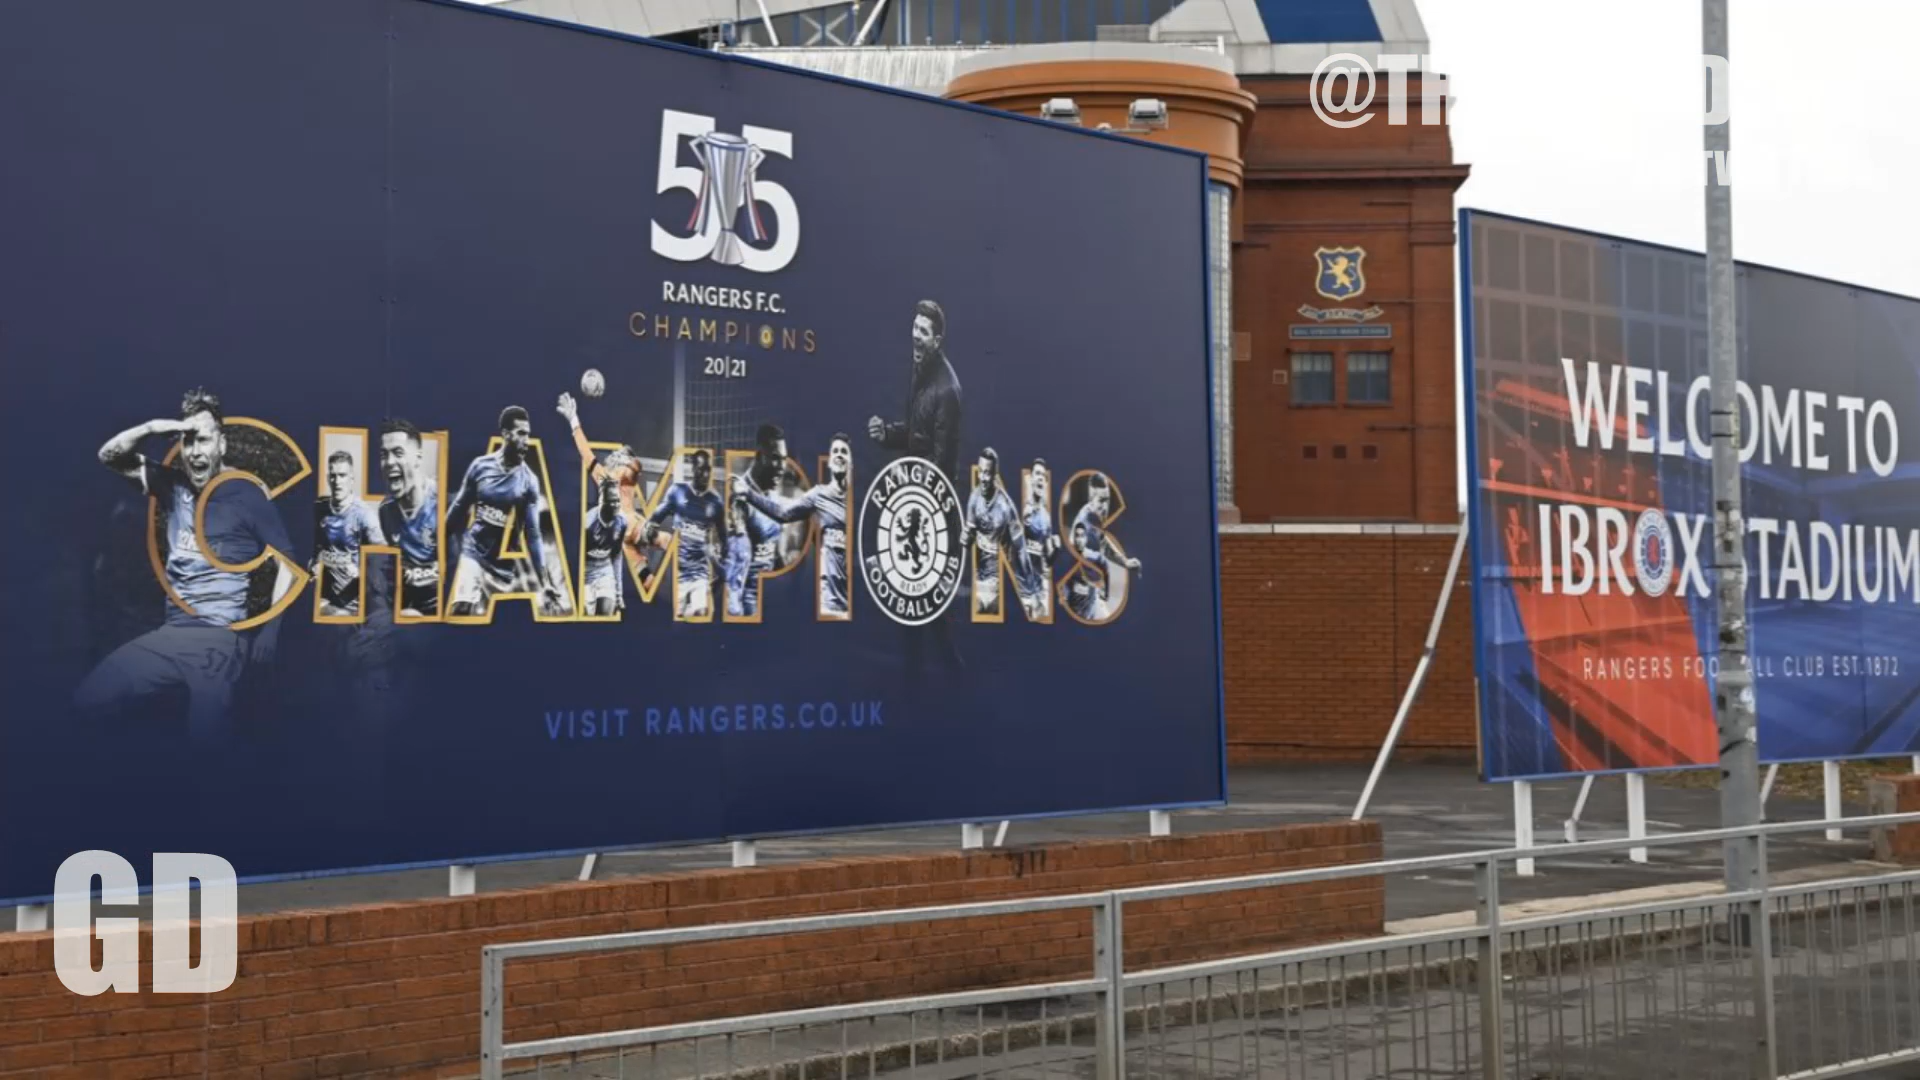 55
RANGERS F.C.
CHAMPIONS
20|21
CHAMPIONS
RANGERS
READY
FOOTBALL CLUB
VISIT RANGERS.CO.UK
37
WELCOME TO
IBROX STADIUM
RANGERS FOOTBALL CLUB EST.1872
GD